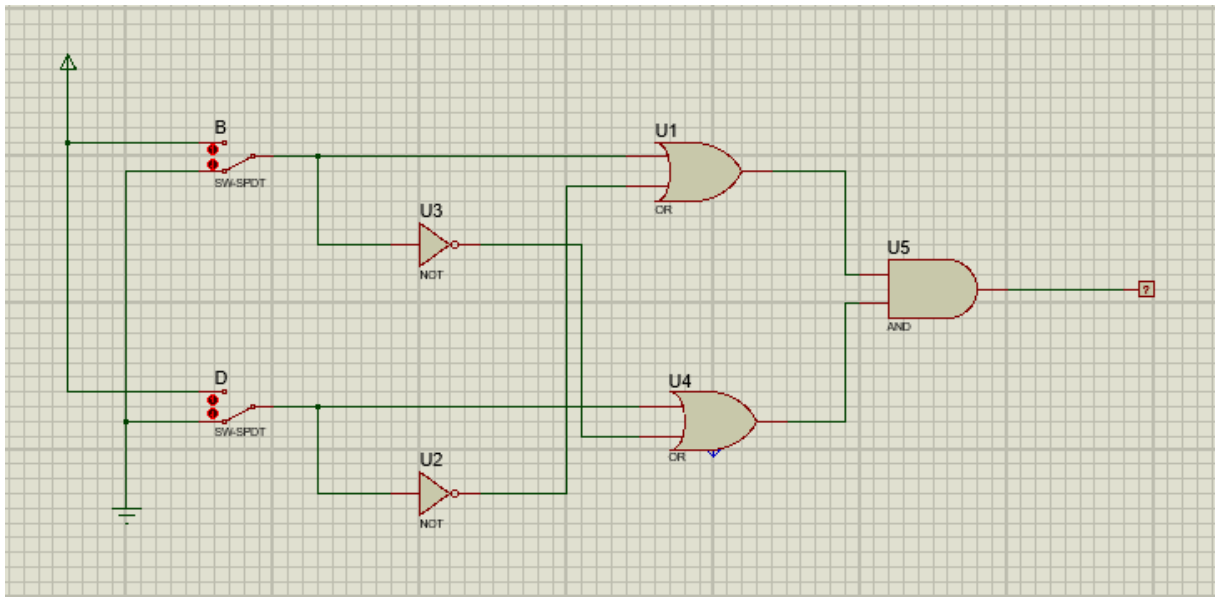 B
SW-SPDT
U1
OR
U3
NOT
U5
AND
?
D
SW-SPDT
U4
OR
U2
NOT